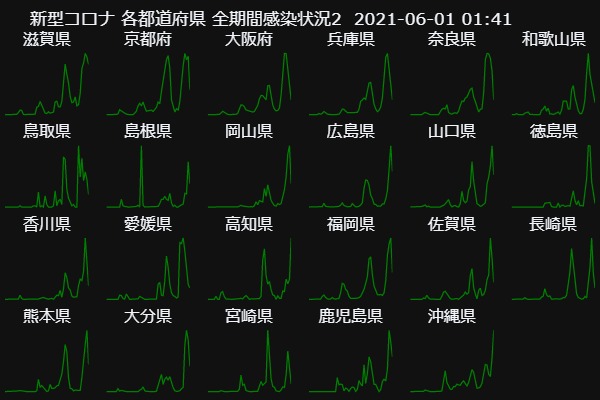 新型コロナ 各都道府県 全期間感染状況2 2021-06-01 01:41
滋賀県 京都府 大阪府 兵庫県 奈良県 和歌山県
鳥取県 島根県 岡山県 広島県 山口県 徳島県
香川県 愛媛県 高知県 福岡県 佐賀県 長崎県
熊本県 大分県 宮崎県 鹿児島県 沖縄県